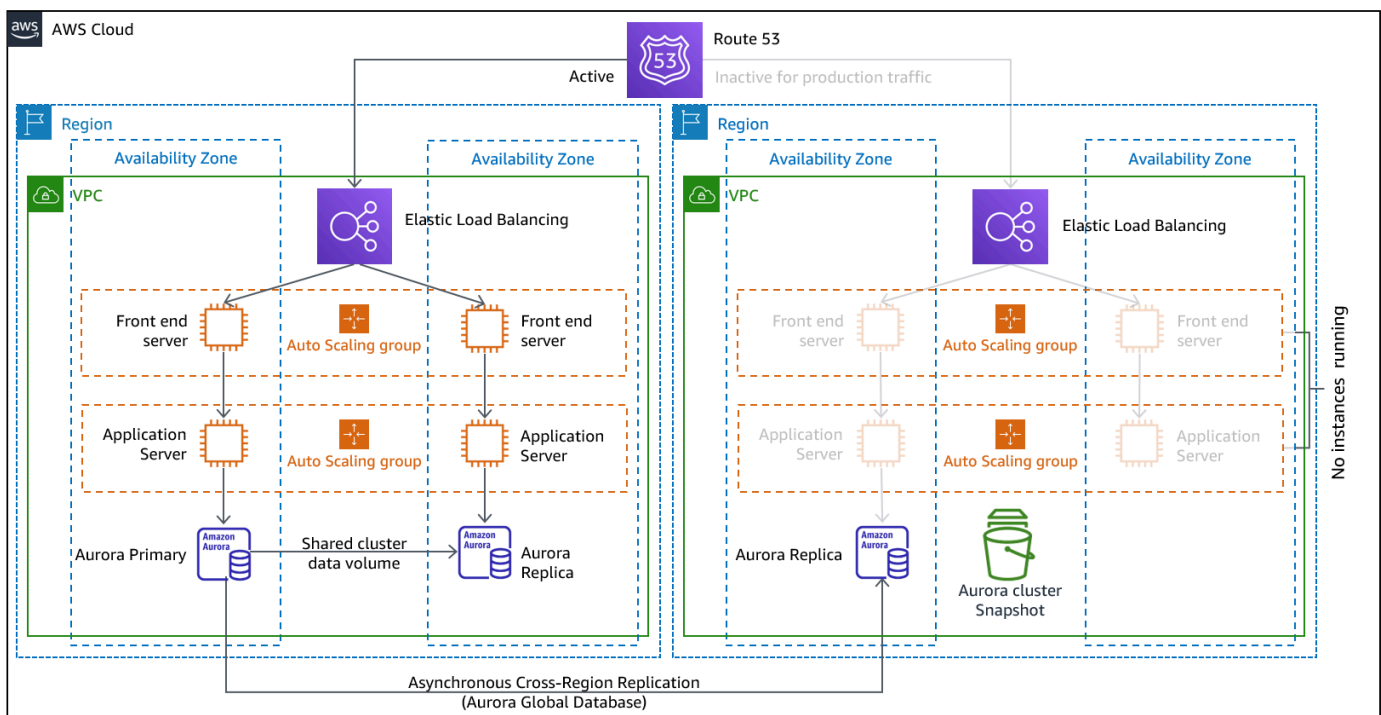 aws
AWS Cloud
Route 53
53
Active
Inactive for production traffic
Region
Availability Zone
Availability Zone
VPC
Elastic Load Balancing
Front end
server
Auto Scaling group
Front end
server
Application
Server
Auto Scaling group
Application
Server
Aurora Primary
Amazon
Aurora
Shared cluster
data volume
Amazon
Aurora
Aurora
Replica
Region
Availability Zone
Availability Zone
VPC
Elastic Load Balancing
Front end
server
Auto Scaling group
Front end
server
Application
Server
Auto Scaling group
Application
Server
No instances running
Aurora Replica
Amazon
Aurora
Aurora cluster
Snapshot
Asynchronous Cross-Region Replication
(Aurora Global Database)